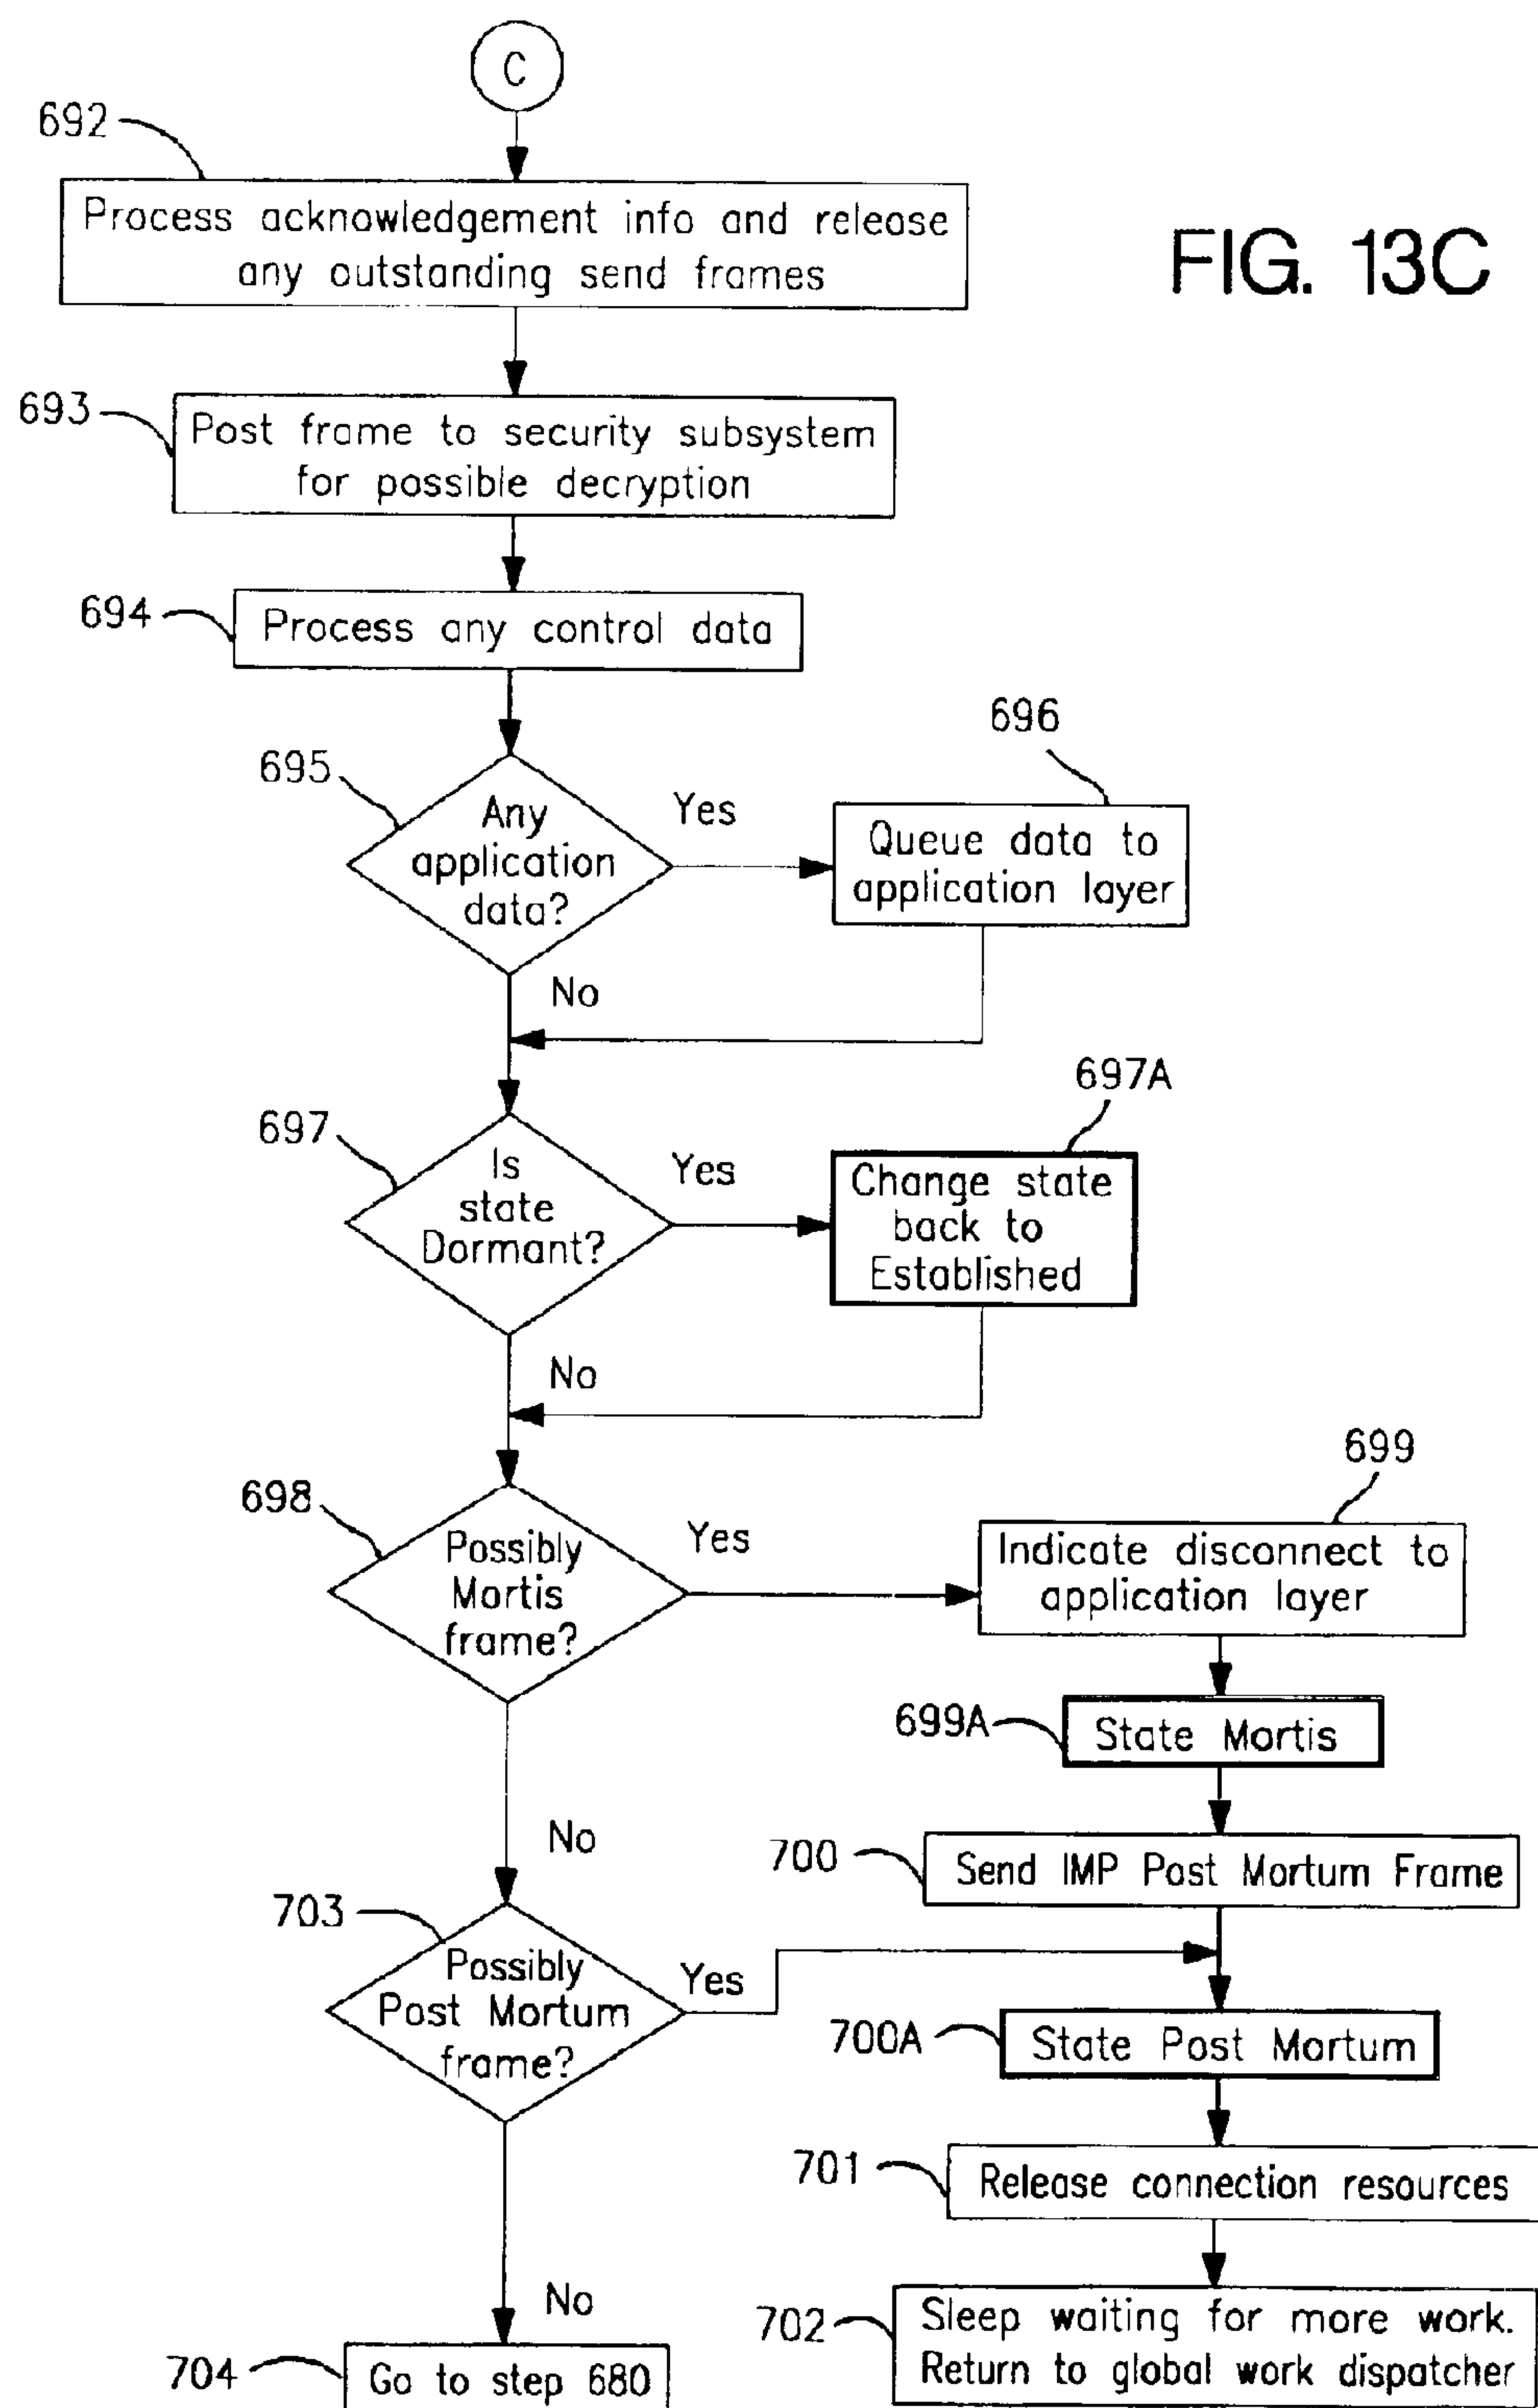 C
692
Process acknowledgement info and release
any outstanding send frames
FIG. 13C
693
Post frame to security subsystem
for possible decryption
694
Process any control data
695
Any
application
data?
Yes
696
Queue data to
application layer
No
697
Is
state
Dormant?
Yes
697A
Change state
back to
Established
No
698
Possibly
Mortis
frame?
Yes
699
Indicate disconnect to
application layer
699A
State Mortis
No
700
Send IMP Post Mortum Frame
703
Possibly
Post Mortum
frame?
Yes
700A
State Post Mortum
701
Release connection resources
No
702
Sleep waiting for more work.
Return to global work dispatcher
704
Go to step 680